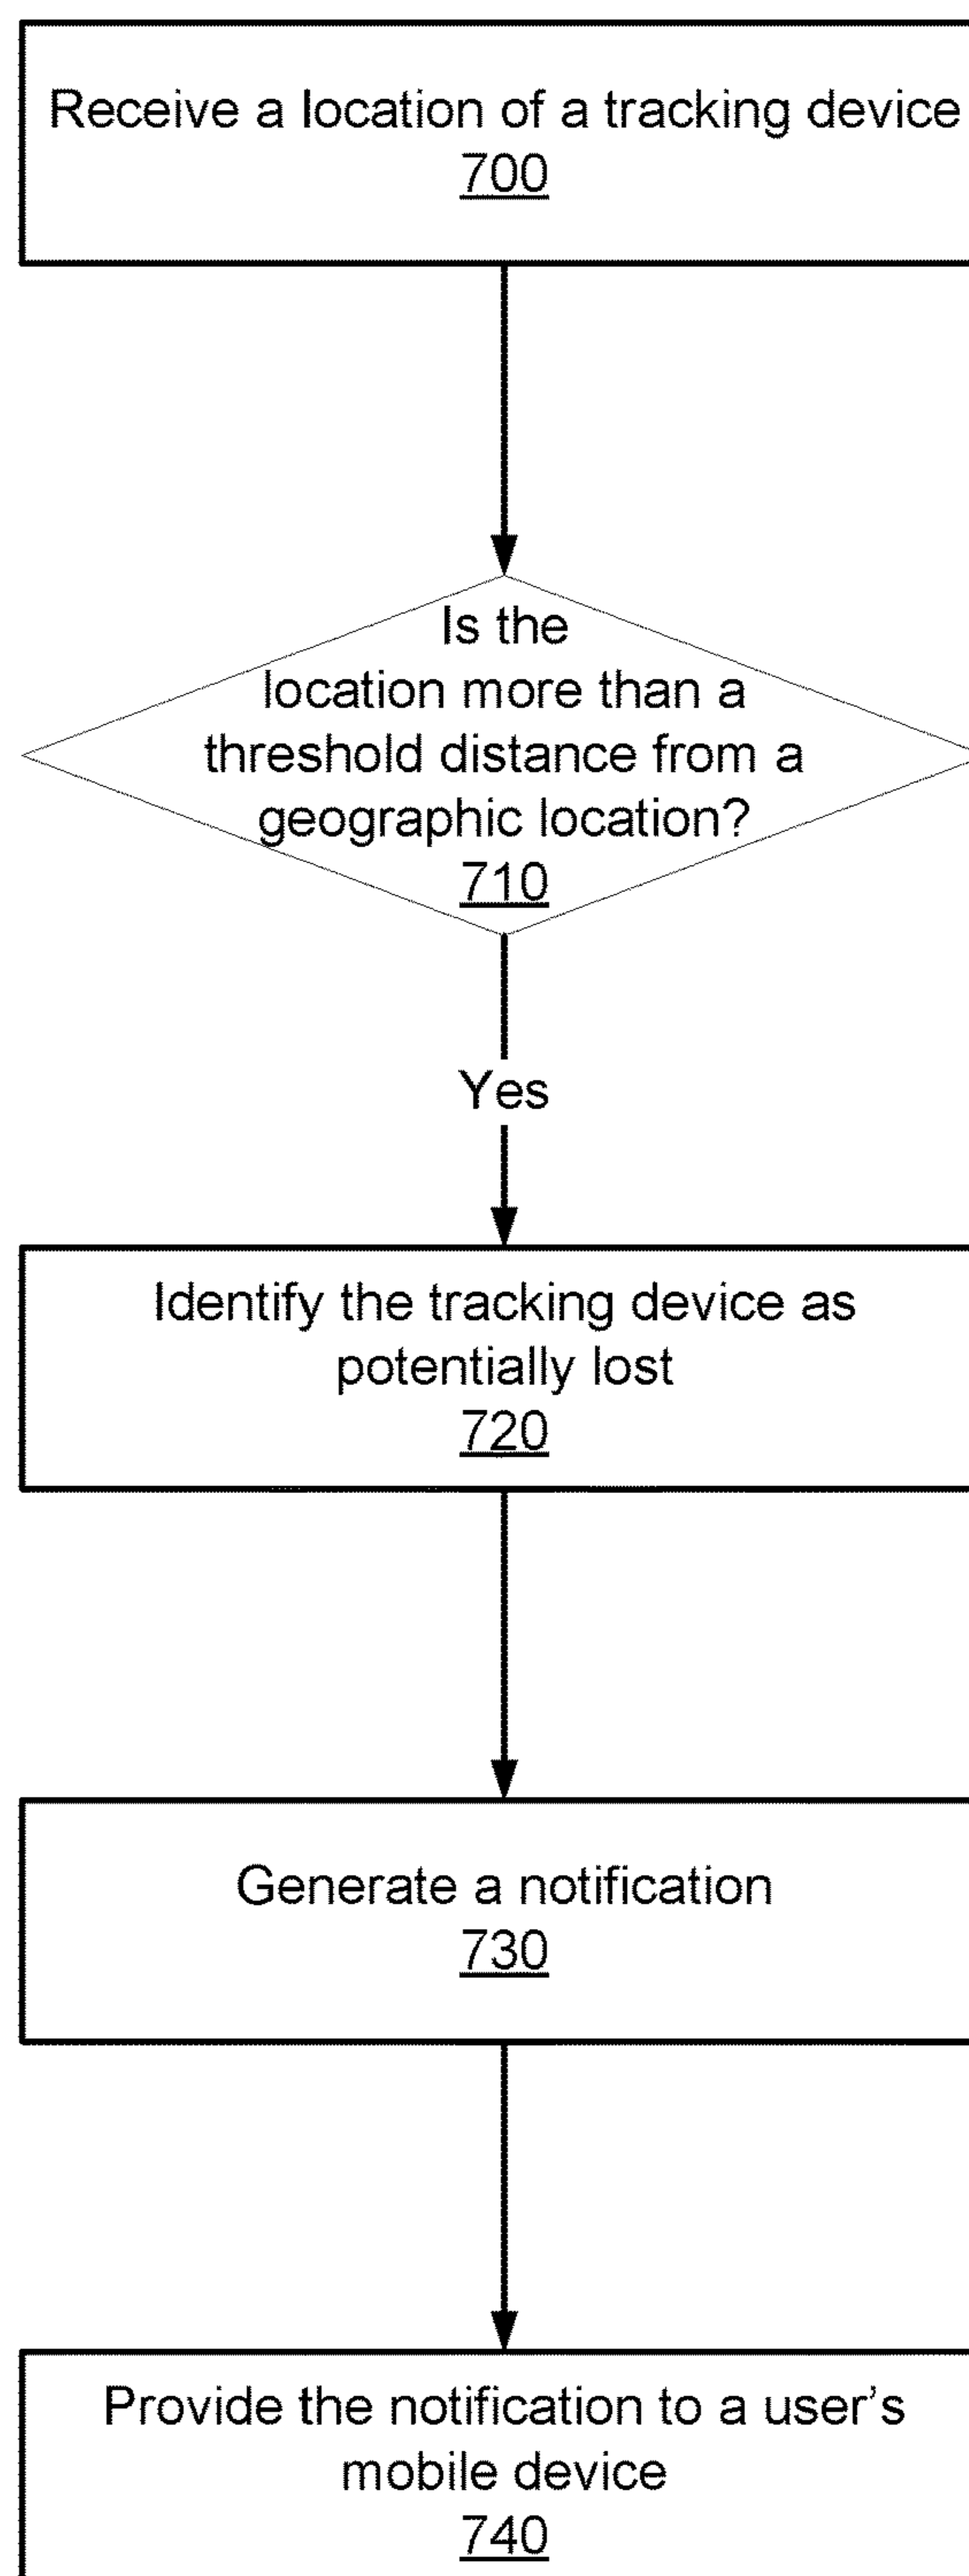 Receive a location of a tracking device
700
Is the
location more than a
threshold distance from a
geographic location?
710
Yes
Identify the tracking device as
potentially lost
720
Generate a notification
730
Provide the notification to a user's
mobile device
740